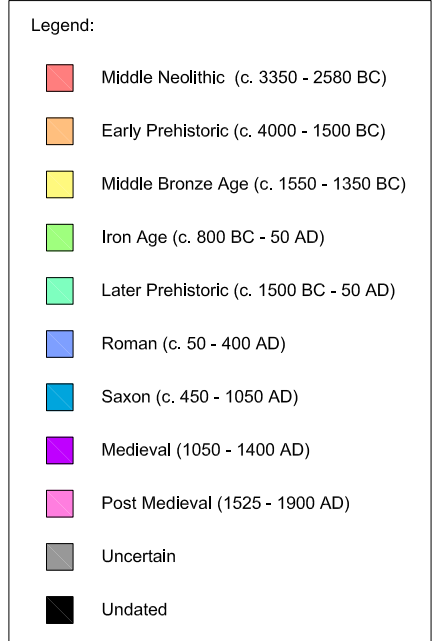 Legend:
Middle Neolithic (c. 3350 - 2580 BC)
Early Prehistoric (c. 4000 - 1500 BC)
Middle Bronze Age (c. 1550 - 1350 BC)
Iron Age (c. 800 BC - 50 AD)
Later Prehistoric (c. 1500 BC - 50 AD)
Roman (c. 50 - 400 AD)
Saxon (c. 450 - 1050 AD)
Medieval (1050 - 1400 AD)
Post Medieval (1525 - 1900 AD)
Uncertain
Undated